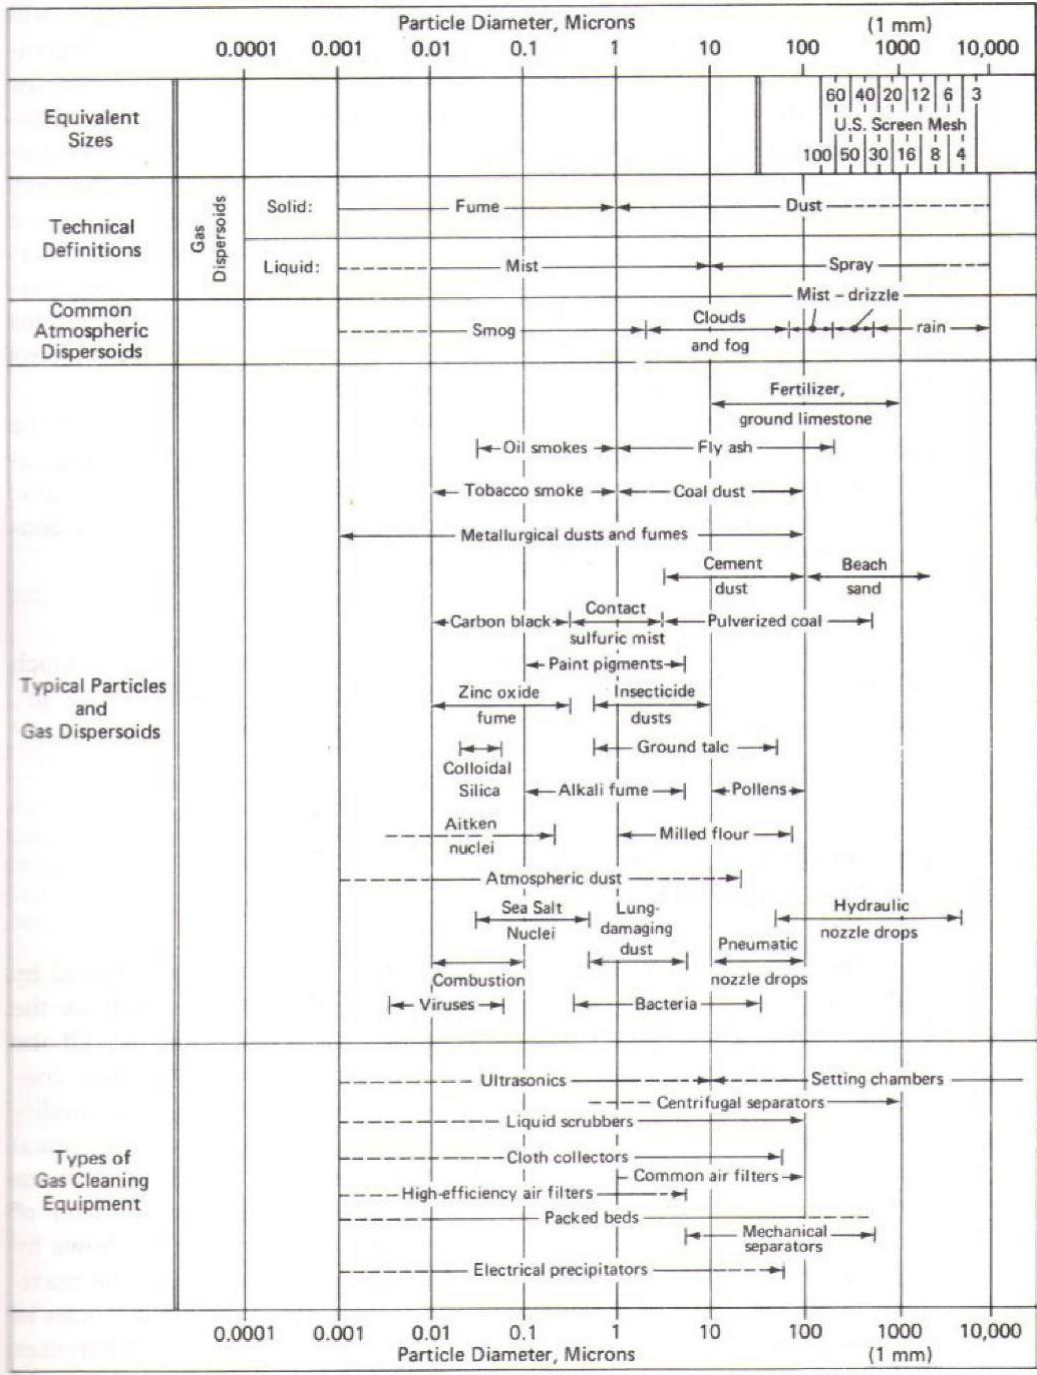 Particle Diameter, Microns (1 mm)
0.0001 0.001 0.01 0.1 1 10 100 1000 10,000
Equivalent
Sizes
60 40 20 12 6 3
U.S. Screen Mesh
100 50 30 16 8 4
Technical
Definitions
Gas
Dispersoids
Solid: Fume Dust
Liquid: Mist Spray
Common
Atmospheric
Dispersoids
Mist – drizzle
Smog
Clouds
and fog
rain
Typical Particles
and
Gas Dispersoids
Fertilizer,
ground limestone
Oil smokes Fly ash
Tobacco smoke Coal dust
Metallurgical dusts and fumes
Cement
dust
Beach
sand
Carbon black
Contact
sulfuric mist
Pulverized coal
Paint pigments
Zinc oxide
fume
Insecticide
dusts
Ground talc
Colloidal
Silica
Alkali fume Pollens
Aitken
nuclei
Milled flour
Atmospheric dust
Sea Salt
Nuclei
Lung-
damaging
dust
Hydraulic
nozzle drops
Pneumatic
nozzle drops
Combustion
Viruses Bacteria
Types of
Gas Cleaning
Equipment
Ultrasonics Setting chambers
Centrifugal separators
Liquid scrubbers
Cloth collectors
Common air filters
High-efficiency air filters
Packed beds
Mechanical
separators
Electrical precipitators
0.0001 0.001 0.01 0.1 1 10 100 1000 10,000
Particle Diameter, Microns (1 mm)